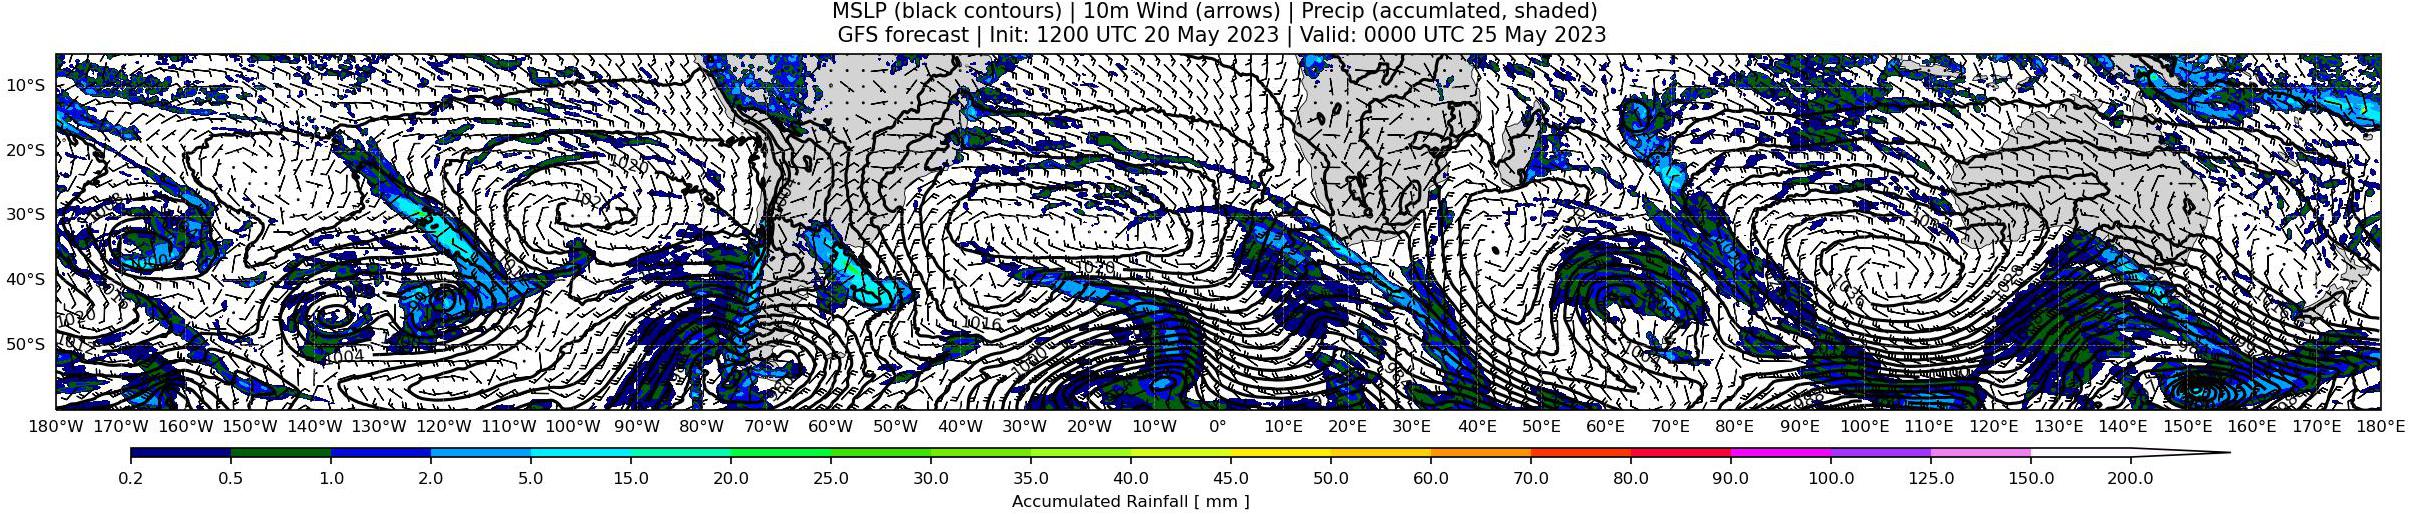 MSLP (black contours) | 10m Wind (arrows) | Precip (accumlated, shaded)
GFS forecast | Init: 1200 UTC 20 May 2023 | Valid: 0000 UTC 25 May 2023
10°S
20°S
30°S
40°S
50°S
1020
1020
1016
1020
1004
1020
180°W 170°W 160°W 150°W 140°W 130°W 120°W 110°W 100°W 90°W 80°W 70°W 60°W 50°W 40°W 30°W 20°W 10°W 0° 10°E 20°E 30°E 40°E 50°E 60°E 70°E 80°E 90°E 100°E 110°E 120°E 130°E 140°E 150°E 160°E 170°E 180°E
0.2 0.5 1.0 2.0 5.0 15.0 20.0 25.0 30.0 35.0 40.0 45.0 50.0 60.0 70.0 80.0 90.0 100.0 125.0 150.0 200.0
Accumulated Rainfall [ mm ]